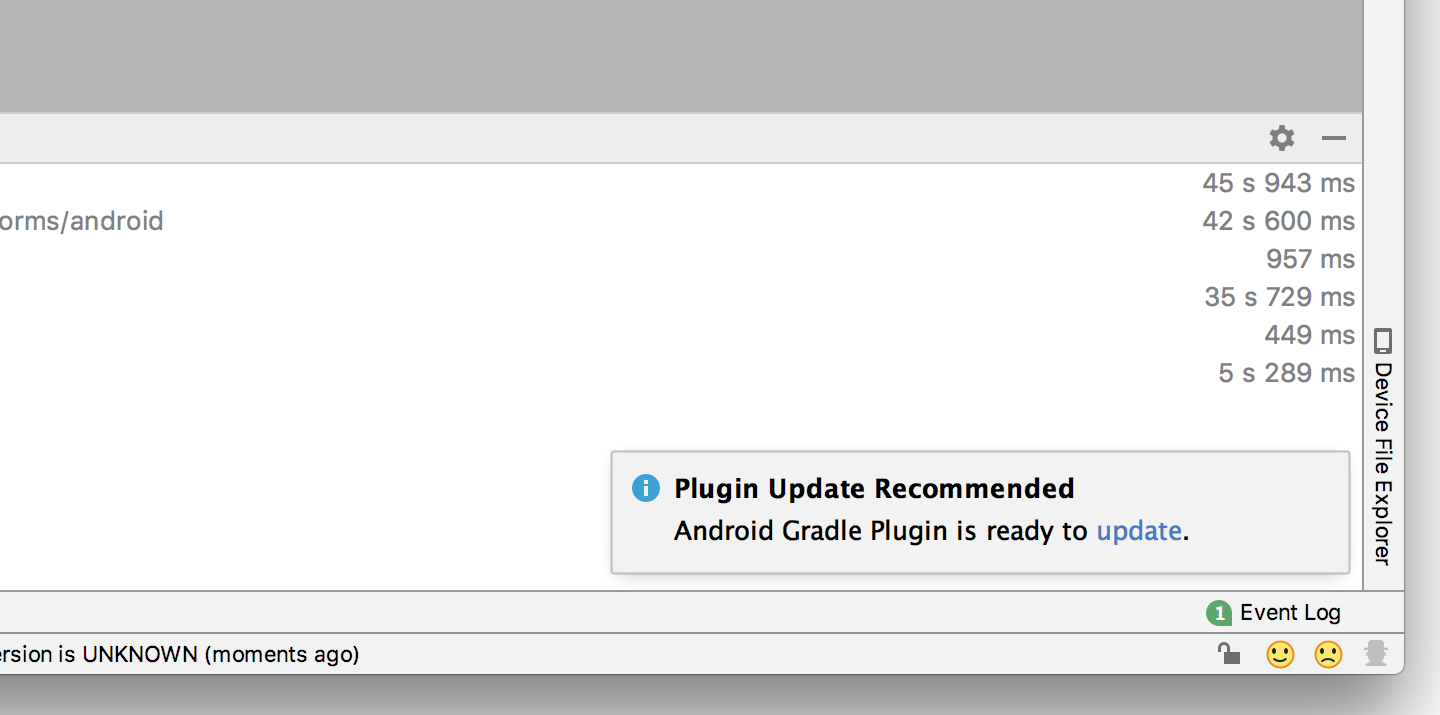 45 s 943 ms
orms/android
42 s 600 ms
957 ms
35 s 729 ms
449 ms
5 s 289 ms
Device File Explorer
Plugin Update Recommended
Android Gradle Plugin is ready to update.
1 Event Log
ersion is UNKNOWN (moments ago)